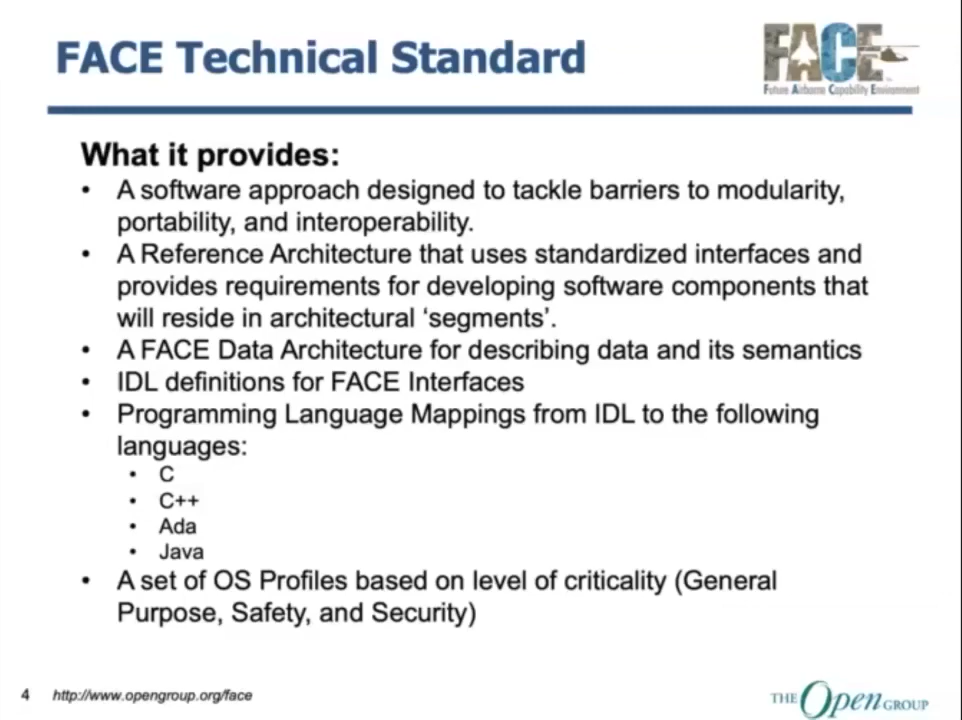 FACE Technical Standard
FACE
Future Airborne Capability Environment
What it provides:
• A software approach designed to tackle barriers to modularity,
portability, and interoperability.
• A Reference Architecture that uses standardized interfaces and
provides requirements for developing software components that
will reside in architectural ‘segments’.
• A FACE Data Architecture for describing data and its semantics
• IDL definitions for FACE Interfaces
• Programming Language Mappings from IDL to the following
languages:
• C
• C++
• Ada
• Java
• A set of OS Profiles based on level of criticality (General
Purpose, Safety, and Security)
4 http://www.opengroup.org/face
THE Open GROUP